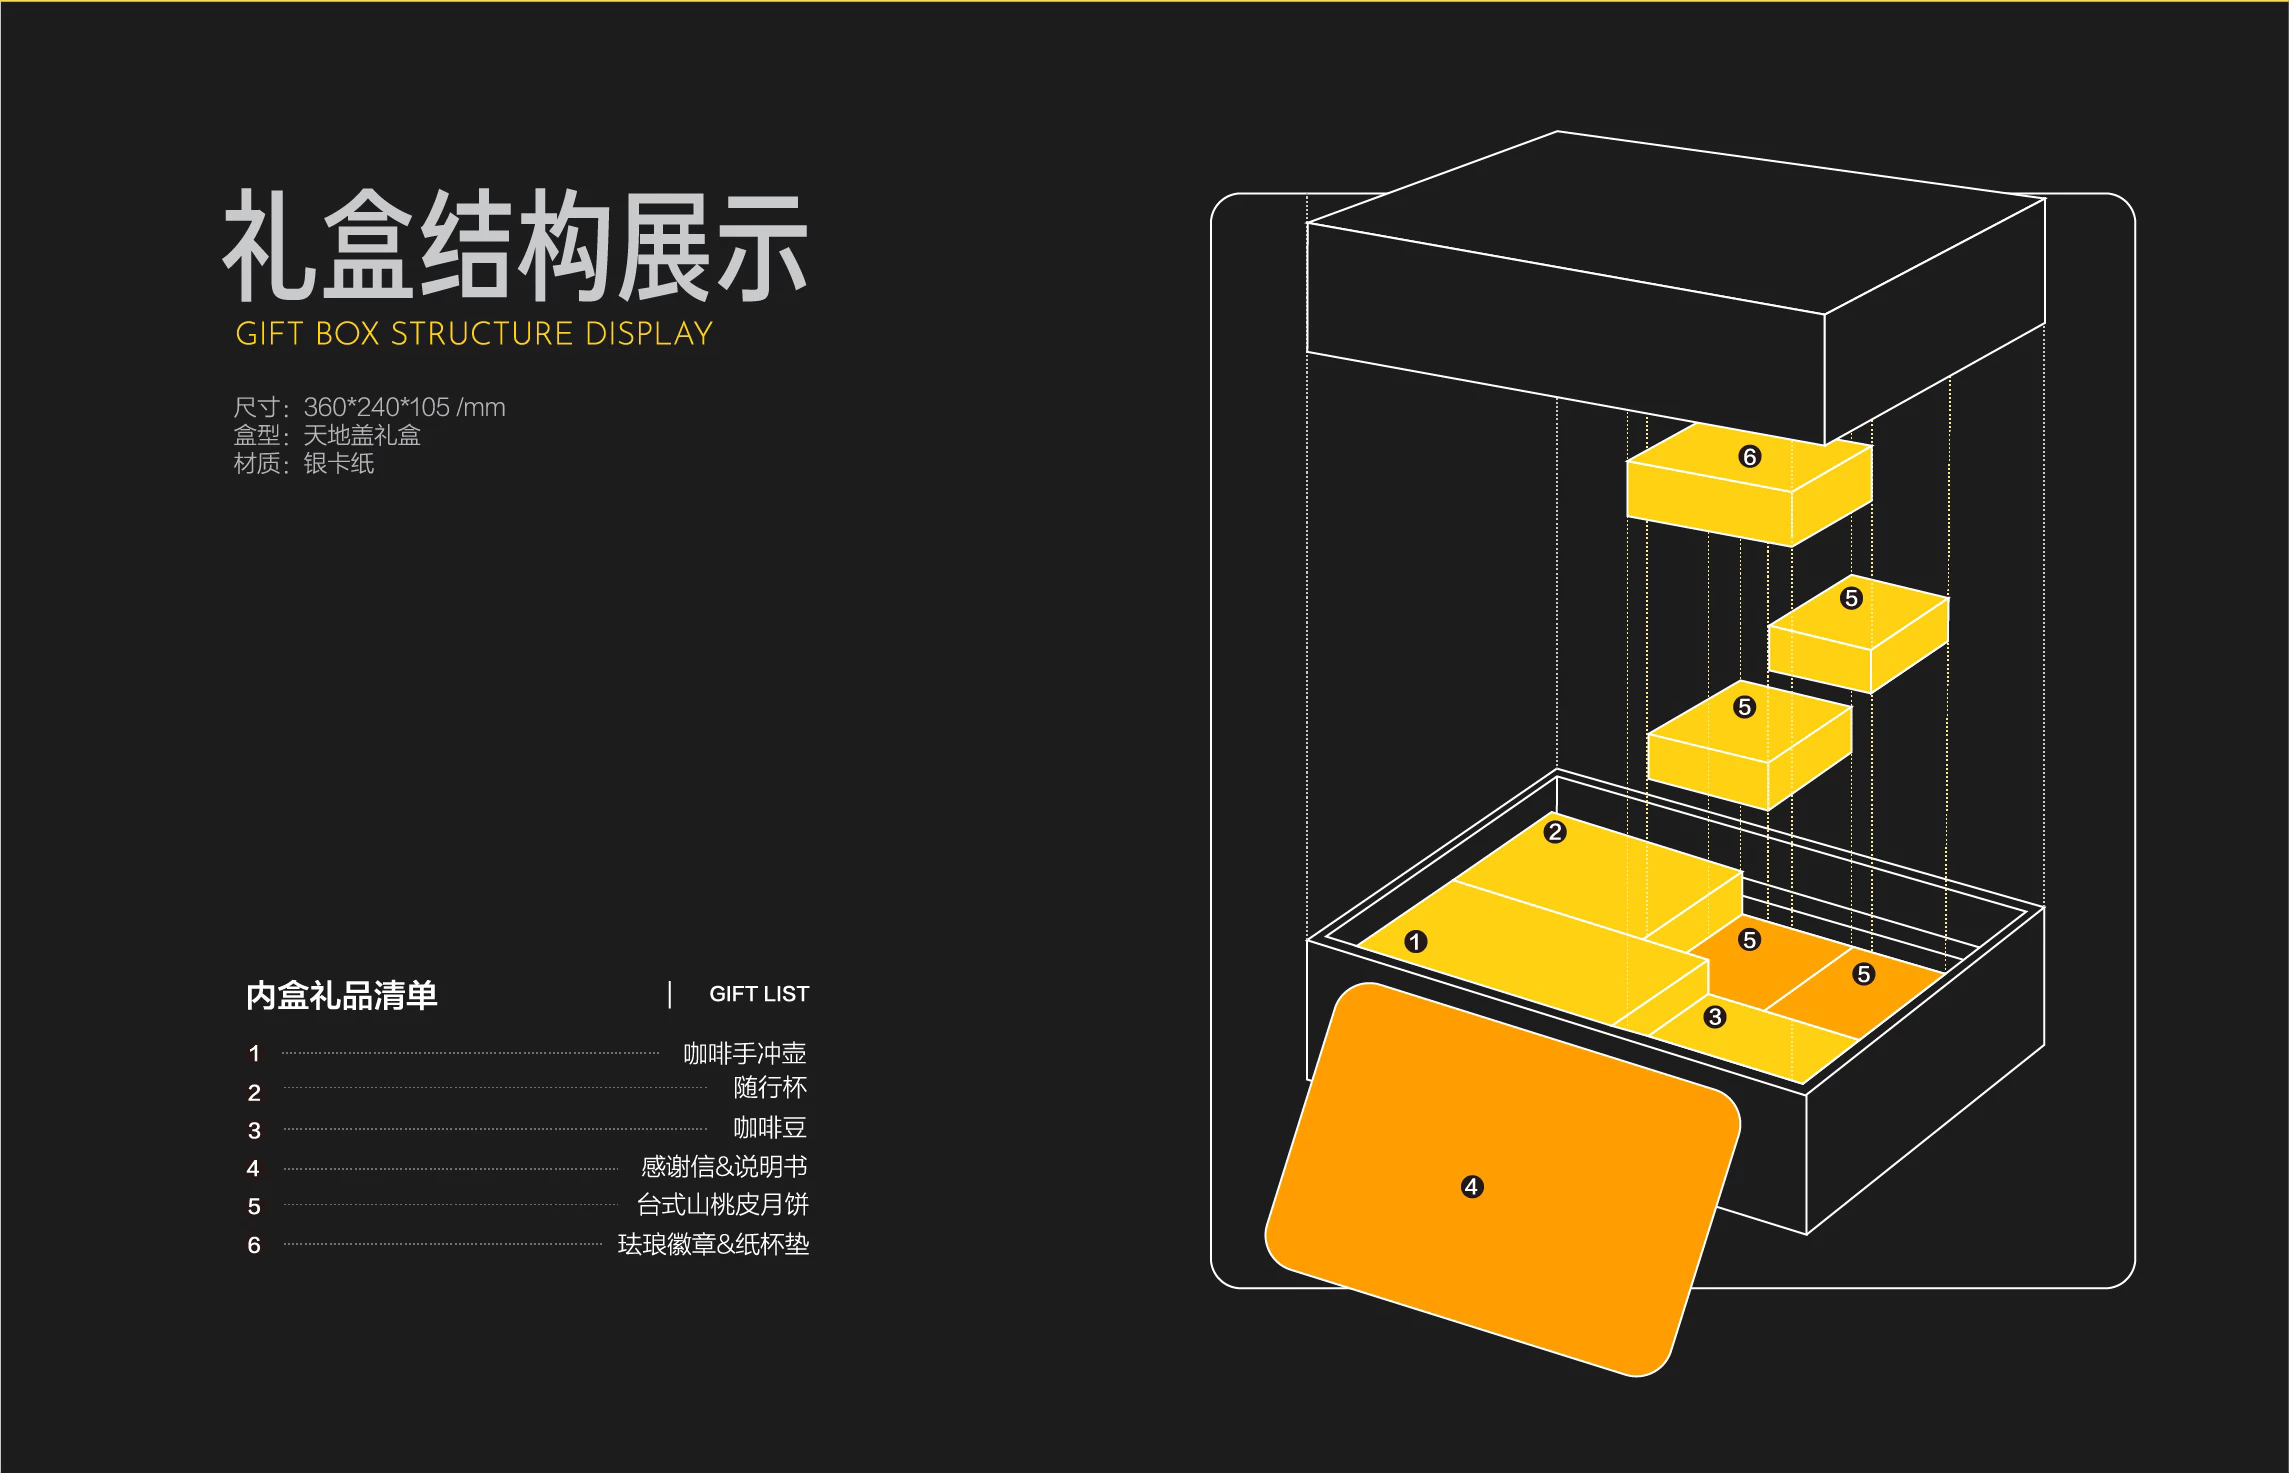 礼盒结构展示
GIFT BOX STRUCTURE DISPLAY
尺寸：360*240*105 /mm
盒型：天地盖礼盒
材质：银卡纸
内盒礼品清单 | GIFT LIST
1 咖啡手冲壶
2 随行杯
3 咖啡豆
4 感谢信&说明书
5 台式山桃皮月饼
6 珐琅徽章&纸杯垫
6
5
5
2
1
5
5
3
4